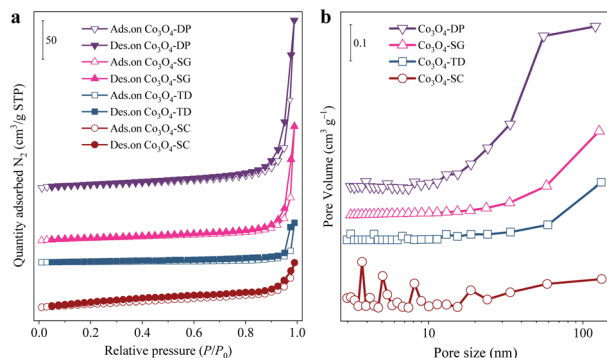 a
50
Ads.on Co₃O₄-DP
Des.on Co₃O₄-DP
Ads.on Co₃O₄-SG
Des.on Co₃O₄-SG
Ads.on Co₃O₄-TD
Des.on Co₃O₄-TD
Ads.on Co₃O₄-SC
Des.on Co₃O₄-SC
Quantity adsorbed N₂ (cm³/g STP)
0.0 0.2 0.4 0.6 0.8 1.0
Relative pressure (P/P₀)
b
0.1
Co₃O₄-DP
Co₃O₄-SG
Co₃O₄-TD
Co₃O₄-SC
Pore Volume (cm³ g⁻¹)
10 100
Pore size (nm)